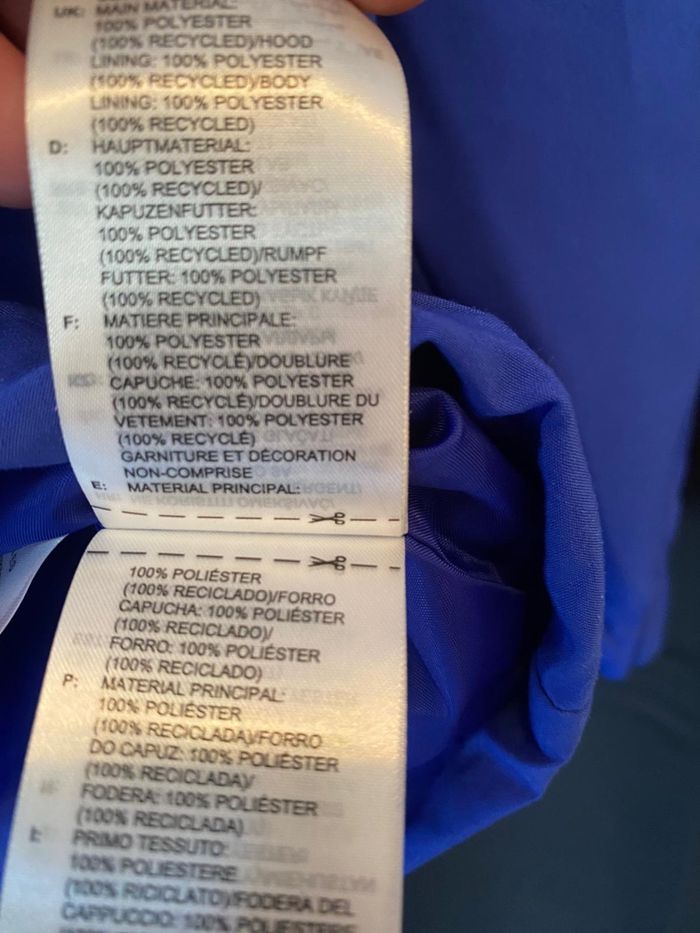 UK: MAIN MATERIAL:
100% POLYESTER
(100% RECYCLED)/HOOD
LINING: 100% POLYESTER
(100% RECYCLED)/BODY
LINING: 100% POLYESTER
(100% RECYCLED)
D: HAUPTMATERIAL:
100% POLYESTER
(100% RECYCLED)/
KAPUZENFUTTER:
100% POLYESTER
(100% RECYCLED)/RUMPF
FUTTER: 100% POLYESTER
(100% RECYCLED)
F: MATIERE PRINCIPALE:
100% POLYESTER
(100% RECYCLÉ)/DOUBLURE
CAPUCHE: 100% POLYESTER
(100% RECYCLÉ)/DOUBLURE DU
VETEMENT: 100% POLYESTER
(100% RECYCLÉ)
GARNITURE ET DÉCORATION
NON-COMPRISE
E: MATERIAL PRINCIPAL:
100% POLIÉSTER
(100% RECICLADO)/FORRO
CAPUCHA: 100% POLIÉSTER
(100% RECICLADO)/
FORRO: 100% POLIÉSTER
(100% RECICLADO)
P: MATERIAL PRINCIPAL:
100% POLIÉSTER
(100% RECICLADA)/FORRO
DO CAPUZ: 100% POLIÉSTER
(100% RECICLADA)/
FODERA: 100% POLIÉSTER
(100% RECICLADA)
I: PRIMO TESSUTO:
100% POLIESTERE
(100% RICICLATO)/FODERA DEL
CAPPUCCIO: 100% POLIESTERE